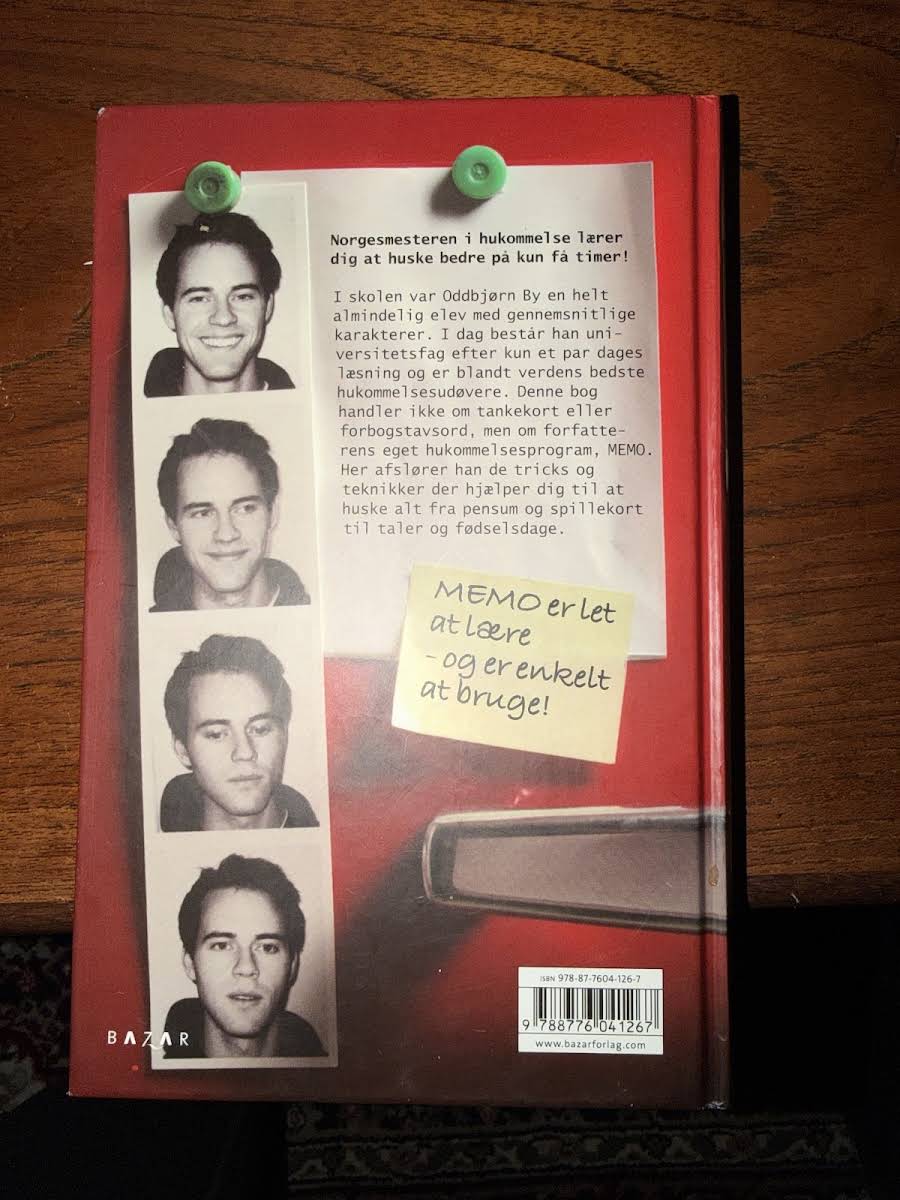 Norgesmesteren i hukommelse lærer
dig at huske bedre på kun få timer!
I skolen var Oddbjørn By en helt
almindelig elev med gennemsnitlige
karakterer. I dag består han uni-
versitetsfag efter kun et par dages
læsning og er blandt verdens bedste
hukommelsesudøvere. Denne bog
handler ikke om tankekort eller
forbogstavsord, men om forfatte-
rens eget hukommelsesprogram, MEMO.
Her afslører han de tricks og
teknikker der hjælper dig til at
huske alt fra pensum og spillekort
til taler og fødselsdage.
MEMO er let
at lære
- og er enkelt
at bruge!
BAZAR
ISBN 978-87-7604-126-7
9 788776 041267
www.bazarforlag.com